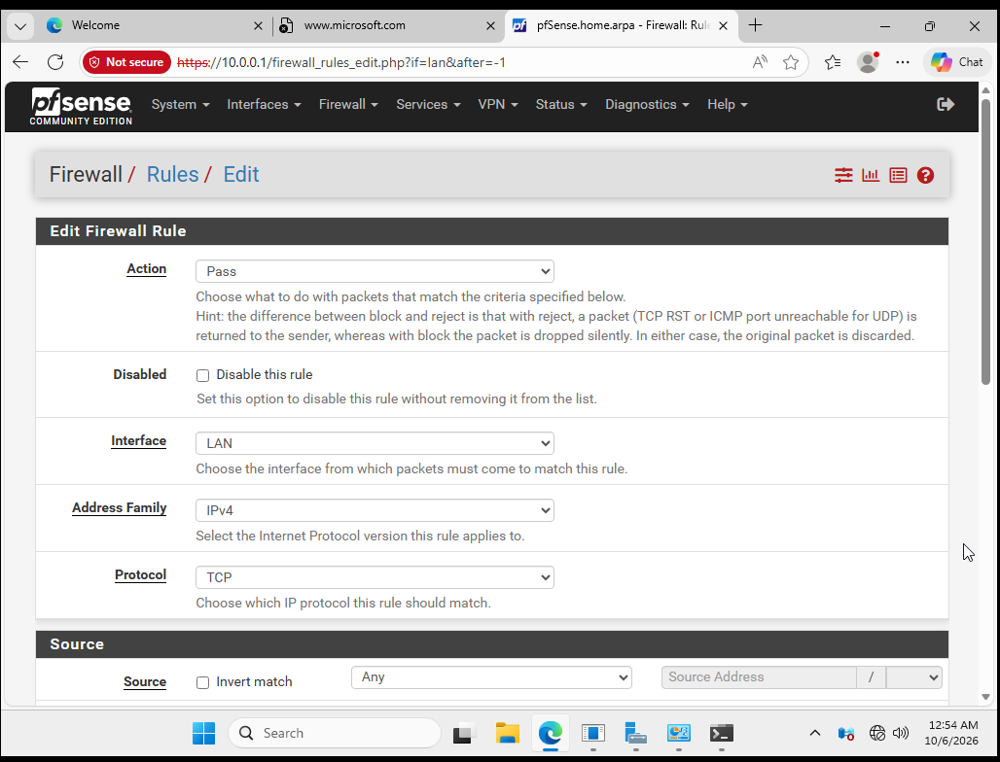 Welcome
www.microsoft.com
pfSense.home.arpa - Firewall: Rul
Not secure
https://10.0.0.1/firewall_rules_edit.php?if=lan&after=-1
Chat
pfsense
COMMUNITY EDITION
System
Interfaces
Firewall
Services
VPN
Status
Diagnostics
Help
Firewall / Rules / Edit
Edit Firewall Rule
Action
Pass
Choose what to do with packets that match the criteria specified below.
Hint: the difference between block and reject is that with reject, a packet (TCP RST or ICMP port unreachable for UDP) is
returned to the sender, whereas with block the packet is dropped silently. In either case, the original packet is discarded.
Disabled
Disable this rule
Set this option to disable this rule without removing it from the list.
Interface
LAN
Choose the interface from which packets must come to match this rule.
Address Family
IPv4
Select the Internet Protocol version this rule applies to.
Protocol
TCP
Choose which IP protocol this rule should match.
Source
Source
Invert match
Any
Source Address
/
Search
12:54 AM
10/6/2026